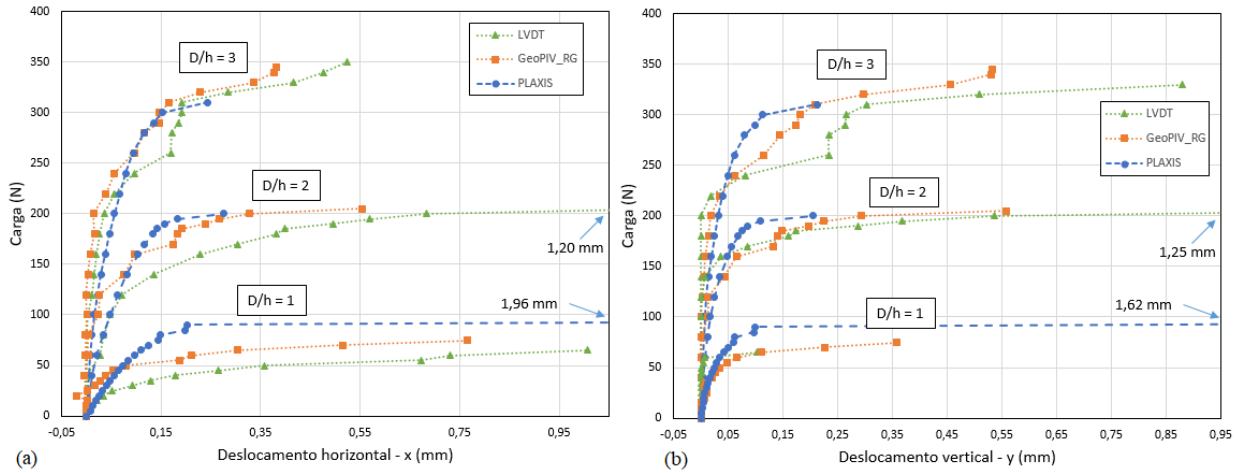 400
350
300
250
200
150
100
50
0
Carga (N)
D/h = 3
D/h = 2
D/h = 1
LVDT
GeoPIV_RG
PLAXIS
1,20 mm
1,96 mm
-0,05
0,15
0,35
0,55
0,75
0,95
(a)
Deslocamento horizontal - x (mm)
400
350
300
250
200
150
100
50
0
Carga (N)
D/h = 3
LVDT
GeoPIV_RG
PLAXIS
D/h = 2
1,25 mm
D/h = 1
1,62 mm
-0,05
0,05
0,15
0,25
0,35
0,45
0,55
0,65
0,75
0,85
0,95
(b)
Deslocamento vertical - y (mm)